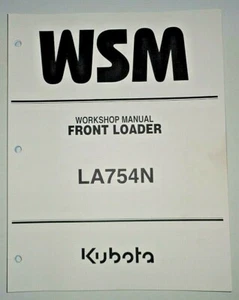 WSM
WORKSHOP MANUAL
FRONT LOADER
LA754N
Kubota